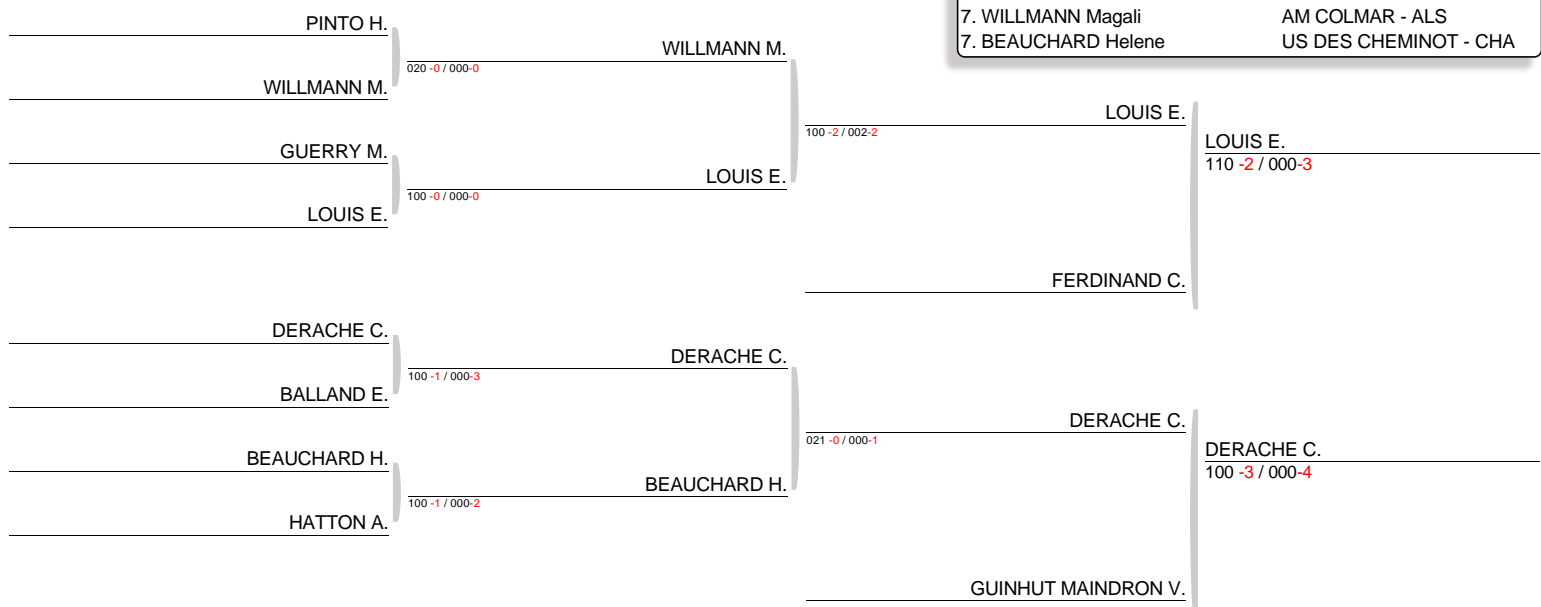 7. WILLMANN Magali AM COLMAR - ALS
7. BEAUCHARD Helene US DES CHEMINOT - CHA
PINTO H.
WILLMANN M.
020 -0 / 000-0
WILLMANN M.
GUERRY M.
LOUIS E.
100 -0 / 000-0
LOUIS E.
100 -2 / 002-2
LOUIS E.
FERDINAND C.
LOUIS E.
110 -2 / 000-3
DERACHE C.
BALLAND E.
100 -1 / 000-3
DERACHE C.
BEAUCHARD H.
HATTON A.
100 -1 / 000-2
BEAUCHARD H.
021 -0 / 000-1
DERACHE C.
GUINHUT MAINDRON V.
DERACHE C.
100 -3 / 000-4